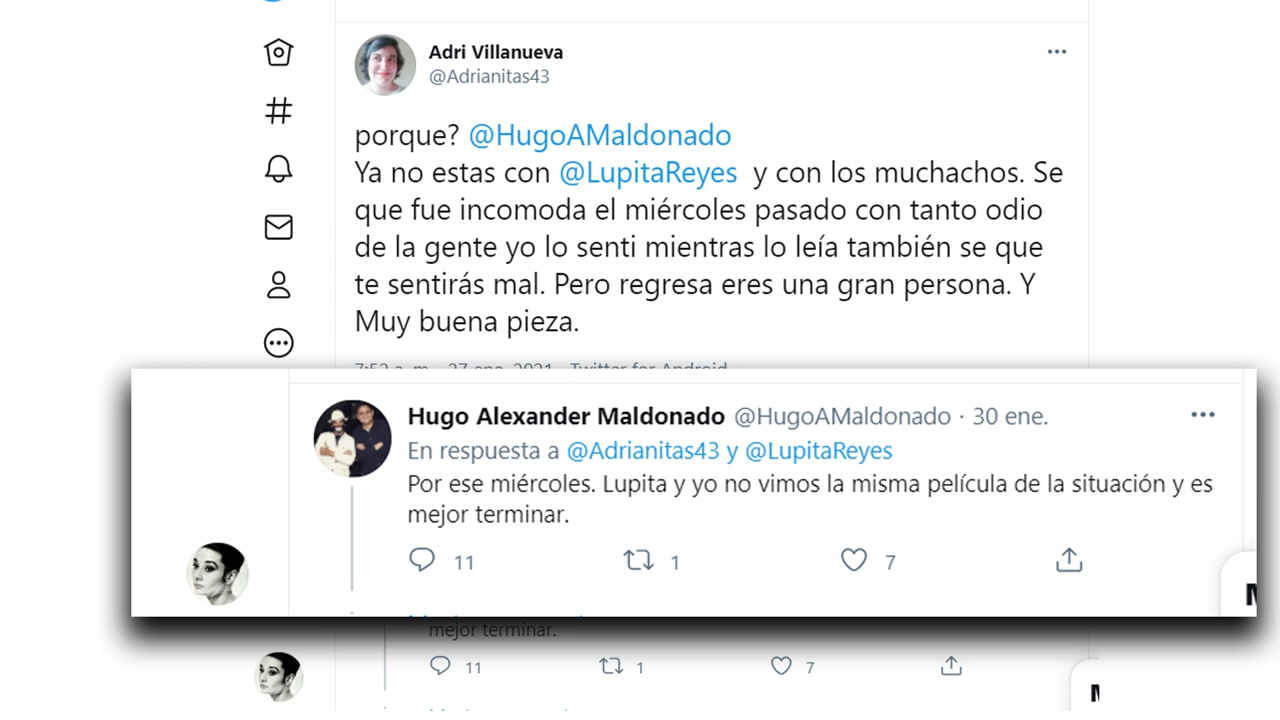 Adri Villanueva
@Adrianitas43
porque? @HugoAMaldonado
Ya no estas con @LupitaReyes y con los muchachos. Se
que fue incomoda el miércoles pasado con tanto odio
de la gente yo lo senti mientras lo leía también se que
te sentirás mal. Pero regresa eres una gran persona. Y
Muy buena pieza.
7:52 a. m. · 27 ene. 2021 · Twitter for Android
Hugo Alexander Maldonado @HugoAMaldonado · 30 ene.
En respuesta a @Adrianitas43 y @LupitaReyes
Por ese miércoles. Lupita y yo no vimos la misma película de la situación y es
mejor terminar.
11 1 7
M
mejor terminar.
11 1 7